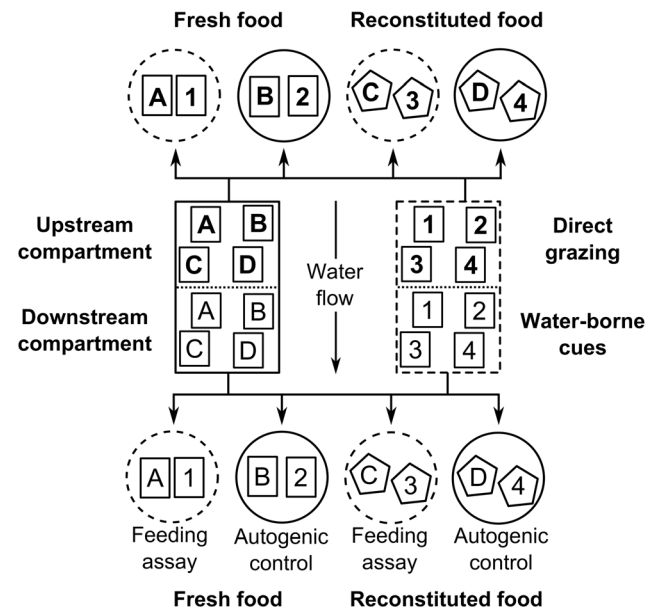 Fresh food
Reconstituted food
A 1
B 2
C 3
D 4
Upstream
compartment
A B
C D
Water
flow
1 2
3 4
Direct
grazing
Downstream
compartment
A B
C D
1 2
3 4
Water-borne
cues
A 1
B 2
C 3
D 4
Feeding
assay
Autogenic
control
Feeding
assay
Autogenic
control
Fresh food
Reconstituted food